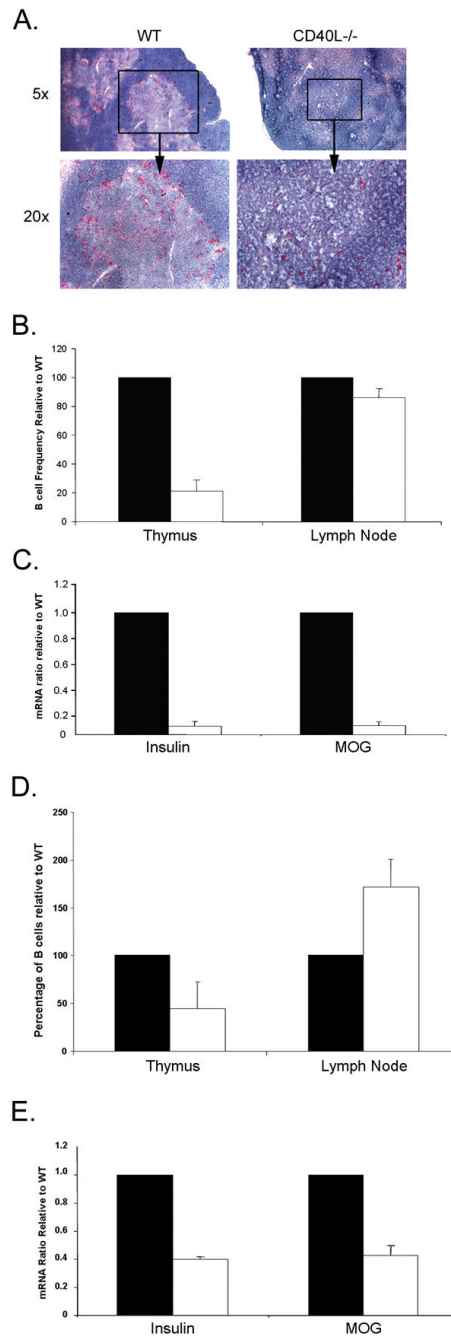 A.
WT CD40L-/-
5x
20x
B.
B cell Frequency Relative to WT
120
100
80
60
40
20
0
Thymus Lymph Node
C.
mRNA ratio relative to WT
1.2
1.0
0.8
0.6
0.4
0.2
0
Insulin MOG
D.
Percentage of B cells relative to WT
250
200
150
100
50
0
Thymus Lymph Node
E.
mRNA Ratio Relative to WT
1.2
1.0
0.8
0.6
0.4
0.2
0
Insulin MOG